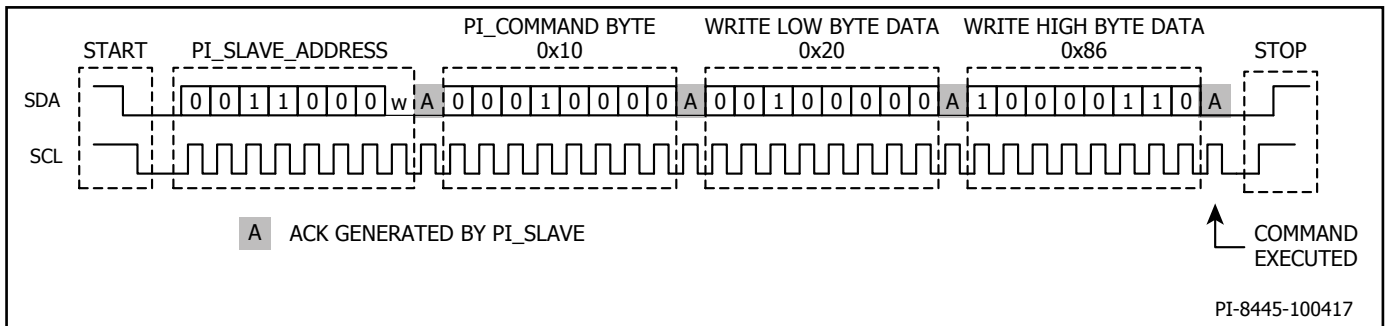 START PI_SLAVE_ADDRESS PI_COMMAND BYTE 0x10 WRITE LOW BYTE DATA 0x20 WRITE HIGH BYTE DATA 0x86 STOP
SDA 0 0 1 1 0 0 0 w A 0 0 0 1 0 0 0 0 A 0 0 1 0 0 0 0 0 A 1 0 0 0 0 1 1 0 A
SCL
A ACK GENERATED BY PI_SLAVE
COMMAND
EXECUTED
PI-8445-100417